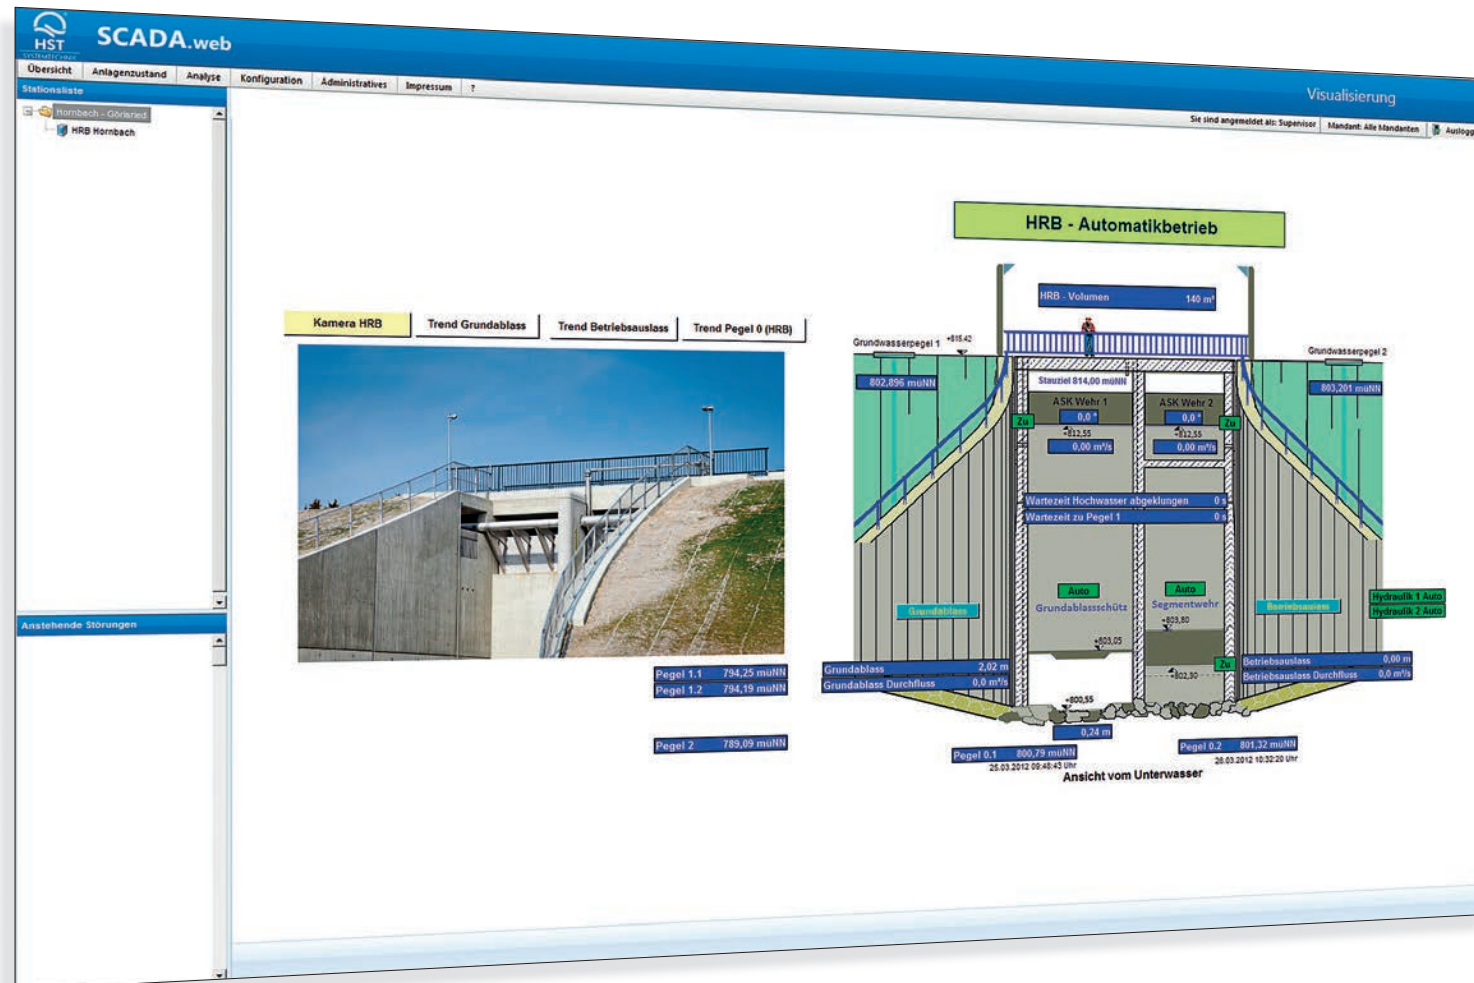 HST
SYSTEMTECHNIK
SCADA.web
Übersicht
Anlagenzustand
Analyse
Konfiguration
Administratives
Impressum
?
Visualisierung
Sie sind angemeldet als: Supervisor
Mandant: Alle Mandanten
Auslogg
Stationsliste
Hornbach - Görisried
HRB Hornbach
Anstehende Störungen
HRB - Automatikbetrieb
HRB - Volumen 140 m³
Kamera HRB
Trend Grundablass
Trend Betriebsauslass
Trend Pegel 0 (HRB)
Grundwasserpegel 1
+815,42
802,896 müNN
Grundwasserpegel 2
803,201 müNN
Stauziel 814,00 müNN
ASK Wehr 1
0,0 °
Zu
+812,55
0,00 m³/s
ASK Wehr 2
0,0 °
Zu
+812,55
0,00 m³/s
Wartezeit Hochwasser abgeklungen 0 s
Wartezeit zu Pegel 1 0 s
Auto
Grundablassschütz
Auto
Segmentwehr
Grundablass
Betriebsauslass
Hydraulik 1 Auto
Hydraulik 2 Auto
+803,80
+803,05
Zu
+802,30
Grundablass 2,02 m
Grundablass Durchfluss 0,0 m³/s
Betriebsauslass 0,00 m
Betriebsauslass Durchfluss 0,0 m³/s
+800,55
0,24 m
Pegel 1.1 794,25 müNN
Pegel 1.2 794,19 müNN
Pegel 2 789,09 müNN
Pegel 0.1 800,79 müNN
25.03.2012 09:48:43 Uhr
Pegel 0.2 801,32 müNN
26.03.2012 10:32:20 Uhr
Ansicht vom Unterwasser